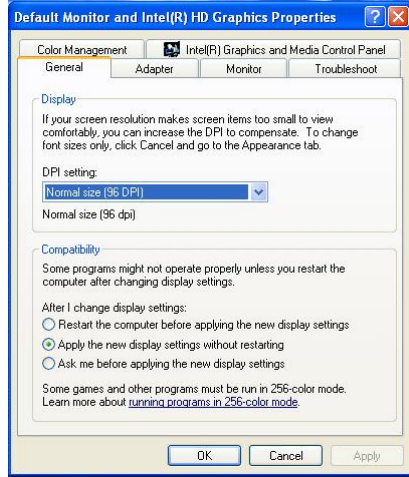 Default Monitor and Intel(R) HD Graphics Properties
Color Management
Intel(R) Graphics and Media Control Panel
General
Adapter
Monitor
Troubleshoot
Display
If your screen resolution makes screen items too small to view
comfortably, you can increase the DPI to compensate. To change
font sizes only, click Cancel and go to the Appearance tab.
DPI setting:
Normal size (96 DPI)
Normal size (96 dpi)
Compatibility
Some programs might not operate properly unless you restart the
computer after changing display settings.
After I change display settings:
Restart the computer before applying the new display settings
Apply the new display settings without restarting
Ask me before applying the new display settings
Some games and other programs must be run in 256-color mode.
Learn more about running programs in 256-color mode.
OK
Cancel
Apply